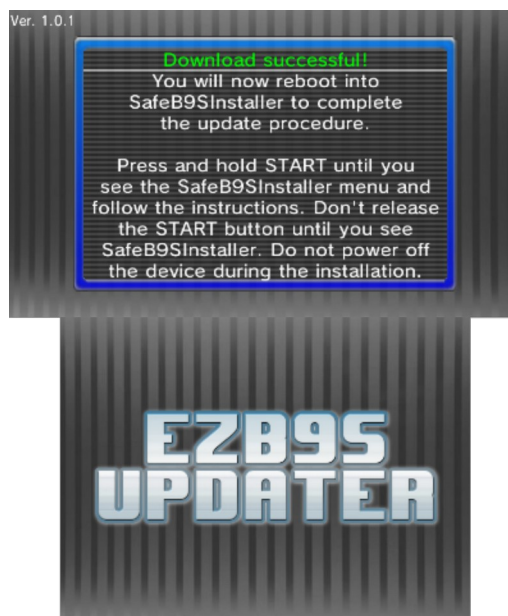 Ver. 1.0.1
Download successful!
You will now reboot into
SafeB9SInstaller to complete
the update procedure.
Press and hold START until you
see the SafeB9SInstaller menu and
follow the instructions. Don't release
the START button until you see
SafeB9SInstaller. Do not power off
the device during the installation.
EZB9S
UPDATER